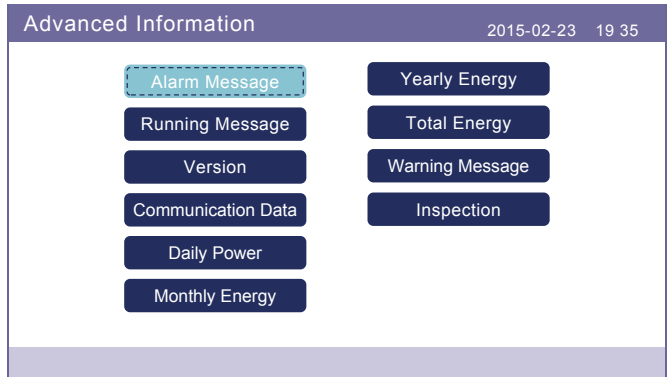 Advanced Information
2015-02-23 19 35
Alarm Message
Running Message
Version
Communication Data
Daily Power
Monthly Energy
Yearly Energy
Total Energy
Warning Message
Inspection